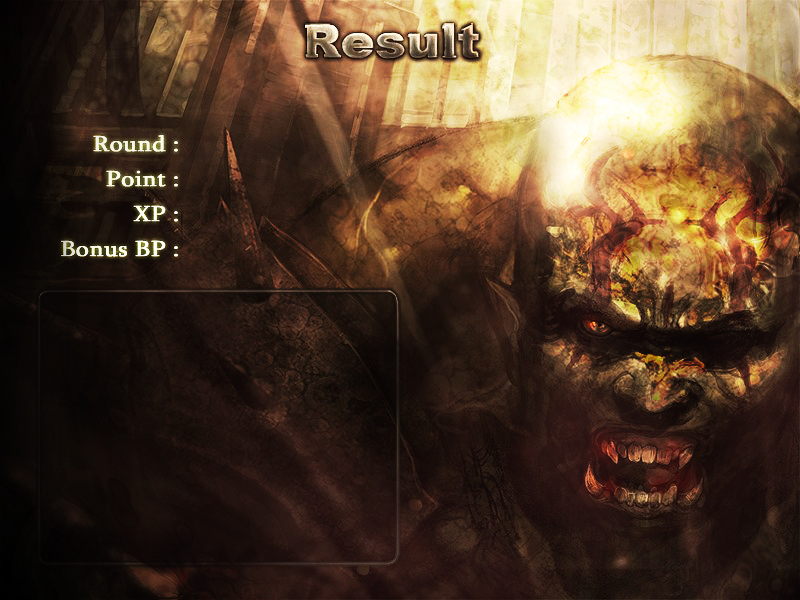 Result
Round :
Point :
XP :
Bonus BP :